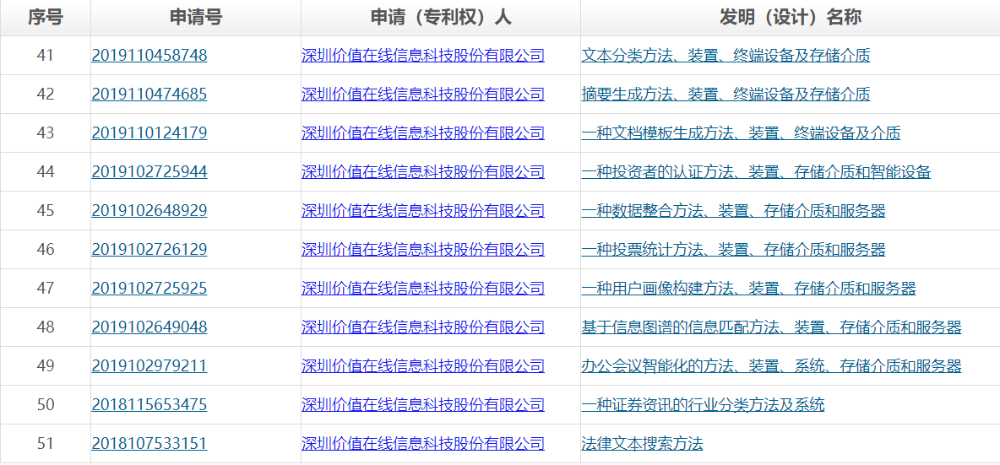 序号 申请号 申请（专利权）人 发明（设计）名称
41 2019110458748 深圳价值在线信息科技股份有限公司 文本分类方法、装置、终端设备及存储介质
42 2019110474685 深圳价值在线信息科技股份有限公司 摘要生成方法、装置、终端设备及存储介质
43 2019110124179 深圳价值在线信息科技股份有限公司 一种文档模板生成方法、装置、终端设备及介质
44 2019102725944 深圳价值在线信息科技股份有限公司 一种投资者的认证方法、装置、存储介质和智能设备
45 2019102648929 深圳价值在线信息科技股份有限公司 一种数据整合方法、装置、存储介质和服务器
46 2019102726129 深圳价值在线信息科技股份有限公司 一种投票统计方法、装置、存储介质和服务器
47 2019102725925 深圳价值在线信息科技股份有限公司 一种用户画像构建方法、装置、存储介质和服务器
48 2019102649048 深圳价值在线信息科技股份有限公司 基于信息图谱的信息匹配方法、装置、存储介质和服务器
49 2019102979211 深圳价值在线信息科技股份有限公司 办公会议智能化的方法、装置、系统、存储介质和服务器
50 2018115653475 深圳价值在线信息科技股份有限公司 一种证券资讯的行业分类方法及系统
51 2018107533151 深圳价值在线信息科技股份有限公司 法律文本搜索方法